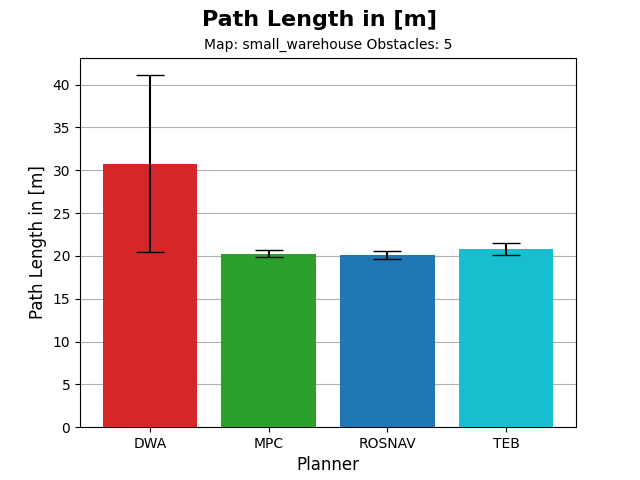 Path Length in [m]
Map: small_warehouse Obstacles: 5
Path Length in [m]
40
35
30
25
20
15
10
5
0
DWA MPC ROSNAV TEB
Planner